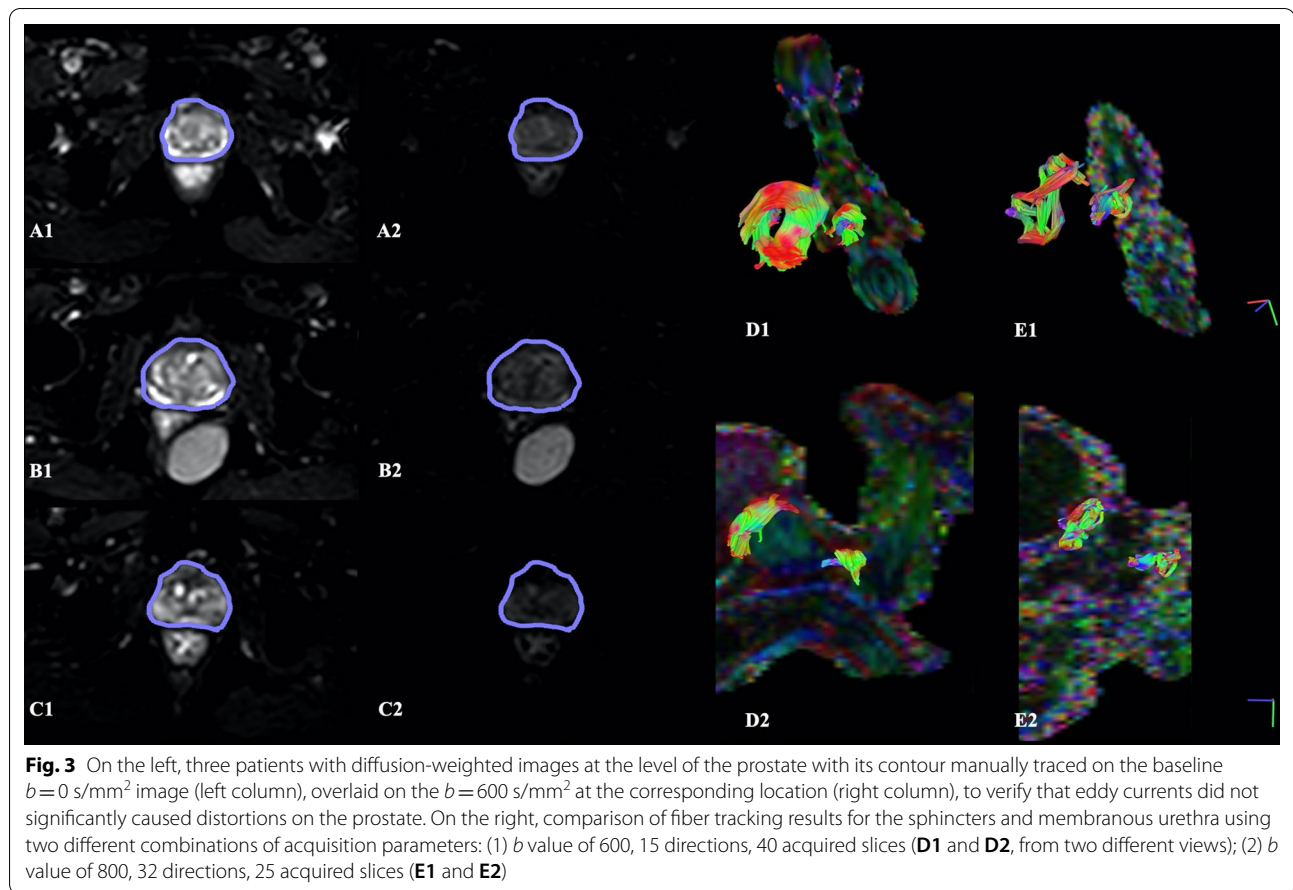 A1
A2
B1
B2
C1
C2
D1
E1
D2
E2
Fig. 3 On the left, three patients with diffusion-weighted images at the level of the prostate with its contour manually traced on the baseline
b = 0 s/mm² image (left column), overlaid on the b = 600 s/mm² at the corresponding location (right column), to verify that eddy currents did not
significantly caused distortions on the prostate. On the right, comparison of fiber tracking results for the sphincters and membranous urethra using
two different combinations of acquisition parameters: (1) b value of 600, 15 directions, 40 acquired slices (D1 and D2, from two different views); (2) b
value of 800, 32 directions, 25 acquired slices (E1 and E2)